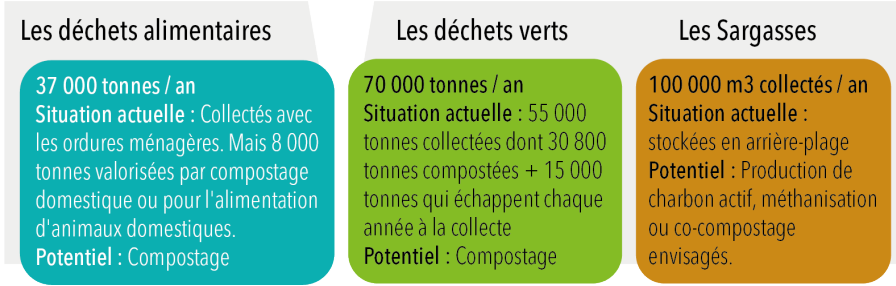 Les déchets alimentaires
37 000 tonnes / an
Situation actuelle : Collectés avec
les ordures ménagères. Mais 8 000
tonnes valorisées par compostage
domestique ou pour l'alimentation
d'animaux domestiques.
Potentiel : Compostage
Les déchets verts
70 000 tonnes / an
Situation actuelle : 55 000
tonnes collectées dont 30 800
tonnes compostées + 15 000
tonnes qui échappent chaque
année à la collecte
Potentiel : Compostage
Les Sargasses
100 000 m3 collectés / an
Situation actuelle :
stockées en arrière-plage
Potentiel : Production de
charbon actif, méthanisation
ou co-compostage
envisagés.